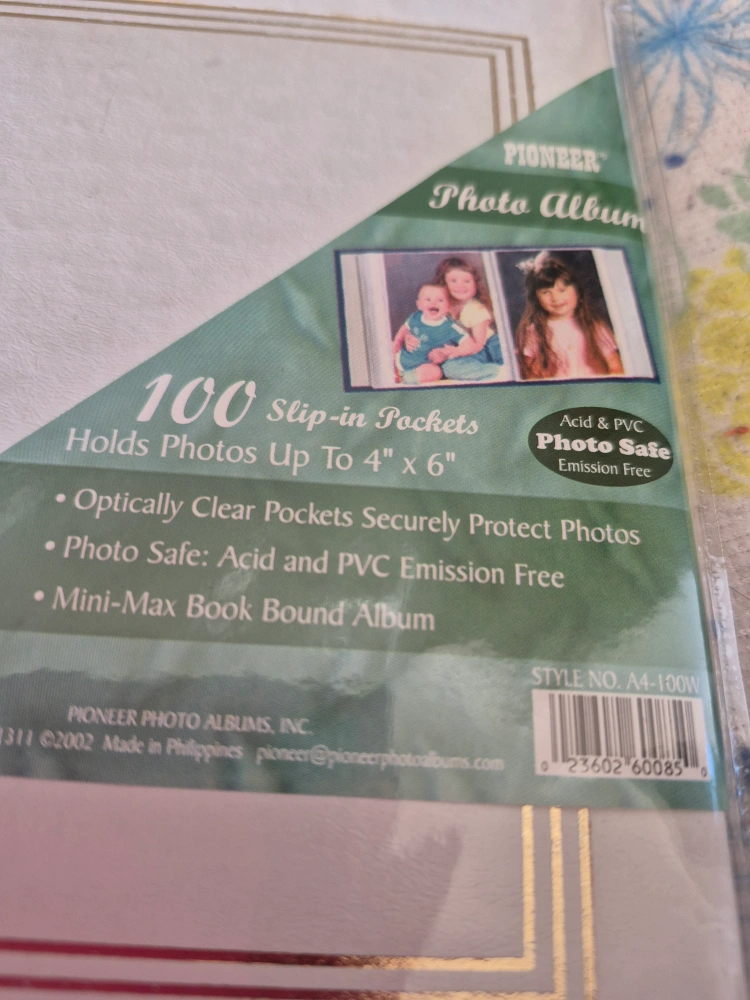 PIONEER™
Photo Album
100 Slip-in Pockets
Holds Photos Up To 4" x 6"
Acid & PVC
Photo Safe
Emission Free
• Optically Clear Pockets Securely Protect Photos
• Photo Safe: Acid and PVC Emission Free
• Mini-Max Book Bound Album
STYLE NO. A4-100W
PIONEER PHOTO ALBUMS, INC.
1311 ©2002 Made in Philippines pioneer@pioneerphotoalbums.com
0 23602 60085 0